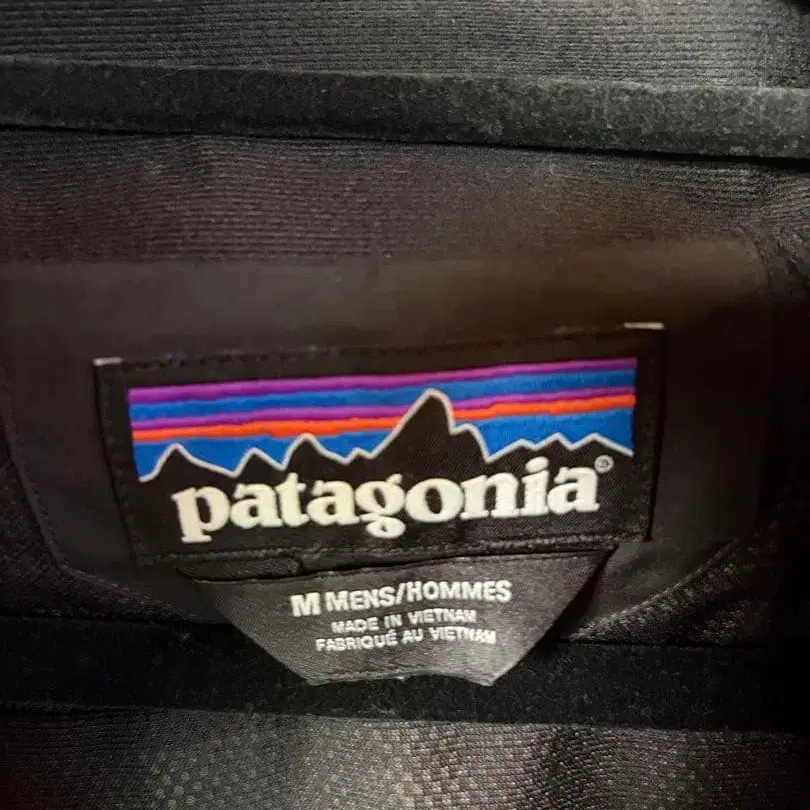 patagonia®
M MENS/HOMMES
MADE IN VIETNAM
FABRIQUÉ AU VIETNAM